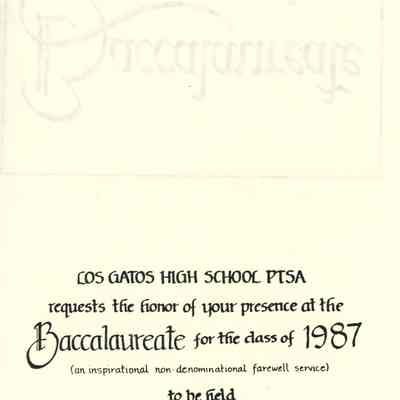 Baccalaureate
LOS GATOS HIGH SCHOOL PTSA
requests the honor of your presence at the
Baccalaureate for the class of 1987
(an inspirational non-denominational farewell service)
to be held